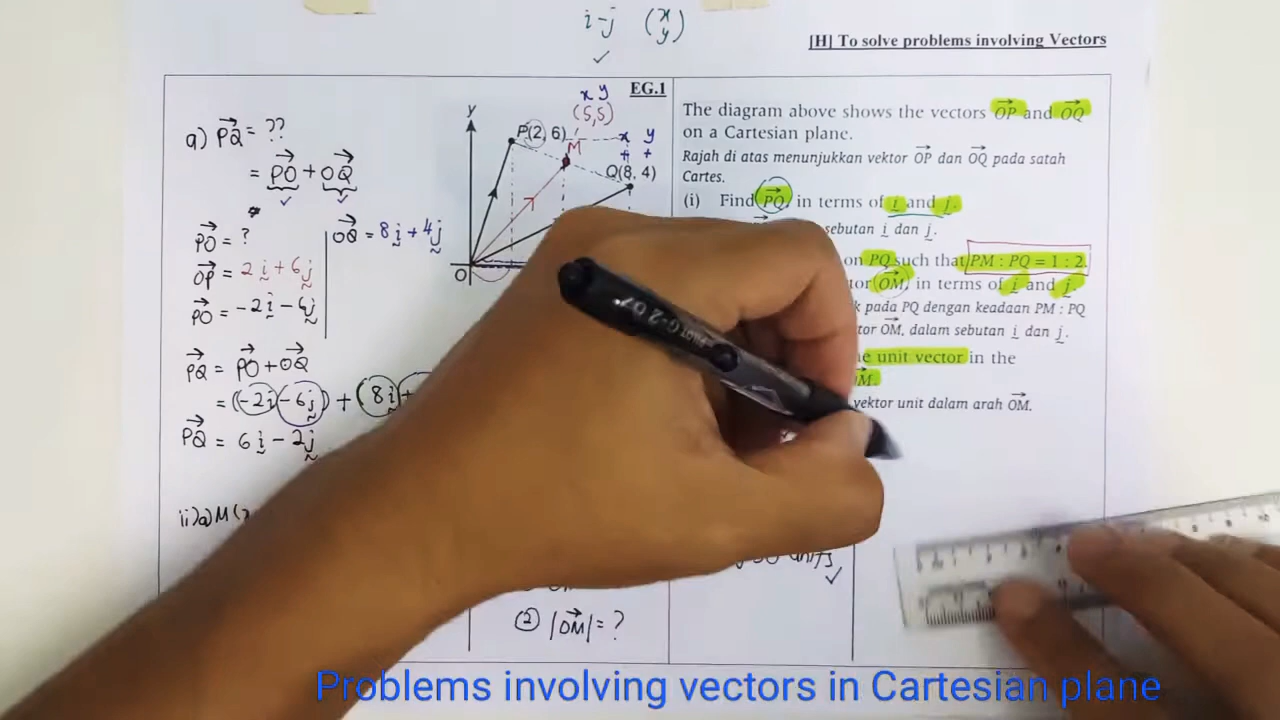 i - j (x y)
[H] To solve problems involving Vectors
EG.1
a) PQ = ??
= PO + OQ
PO = ?
OP = 2i + 6j
PO = -2i - 6j
OQ = 8i + 4j
PQ = PO + OQ
= (-2i - 6j) + (8i +
PQ = 6i - 2j
ii) a) M
y
x y
(5,5)
P(2, 6)
M
x y
+ +
Q(8, 4)
O
② |OM| = ?
units
The diagram above shows the vectors OP and OQ
on a Cartesian plane.
Rajah di atas menunjukkan vektor OP dan OQ pada satah
Cartes.
(i) Find PQ, in terms of i and j.
sebutan i dan j.
on PQ such that PM : PQ = 1 : 2.
OM, in terms of i and j.
pada PQ dengan keadaan PM : PQ
OM, dalam sebutan i dan j.
unit vector in the
OM.
vektor unit dalam arah OM.
PILOT G-2 07
Problems involving vectors in Cartesian plane